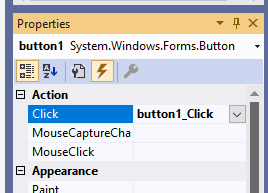 Properties
button1 System.Windows.Forms.Button
Action
Click button1_Click
MouseCaptureCha
MouseClick
Appearance
Paint